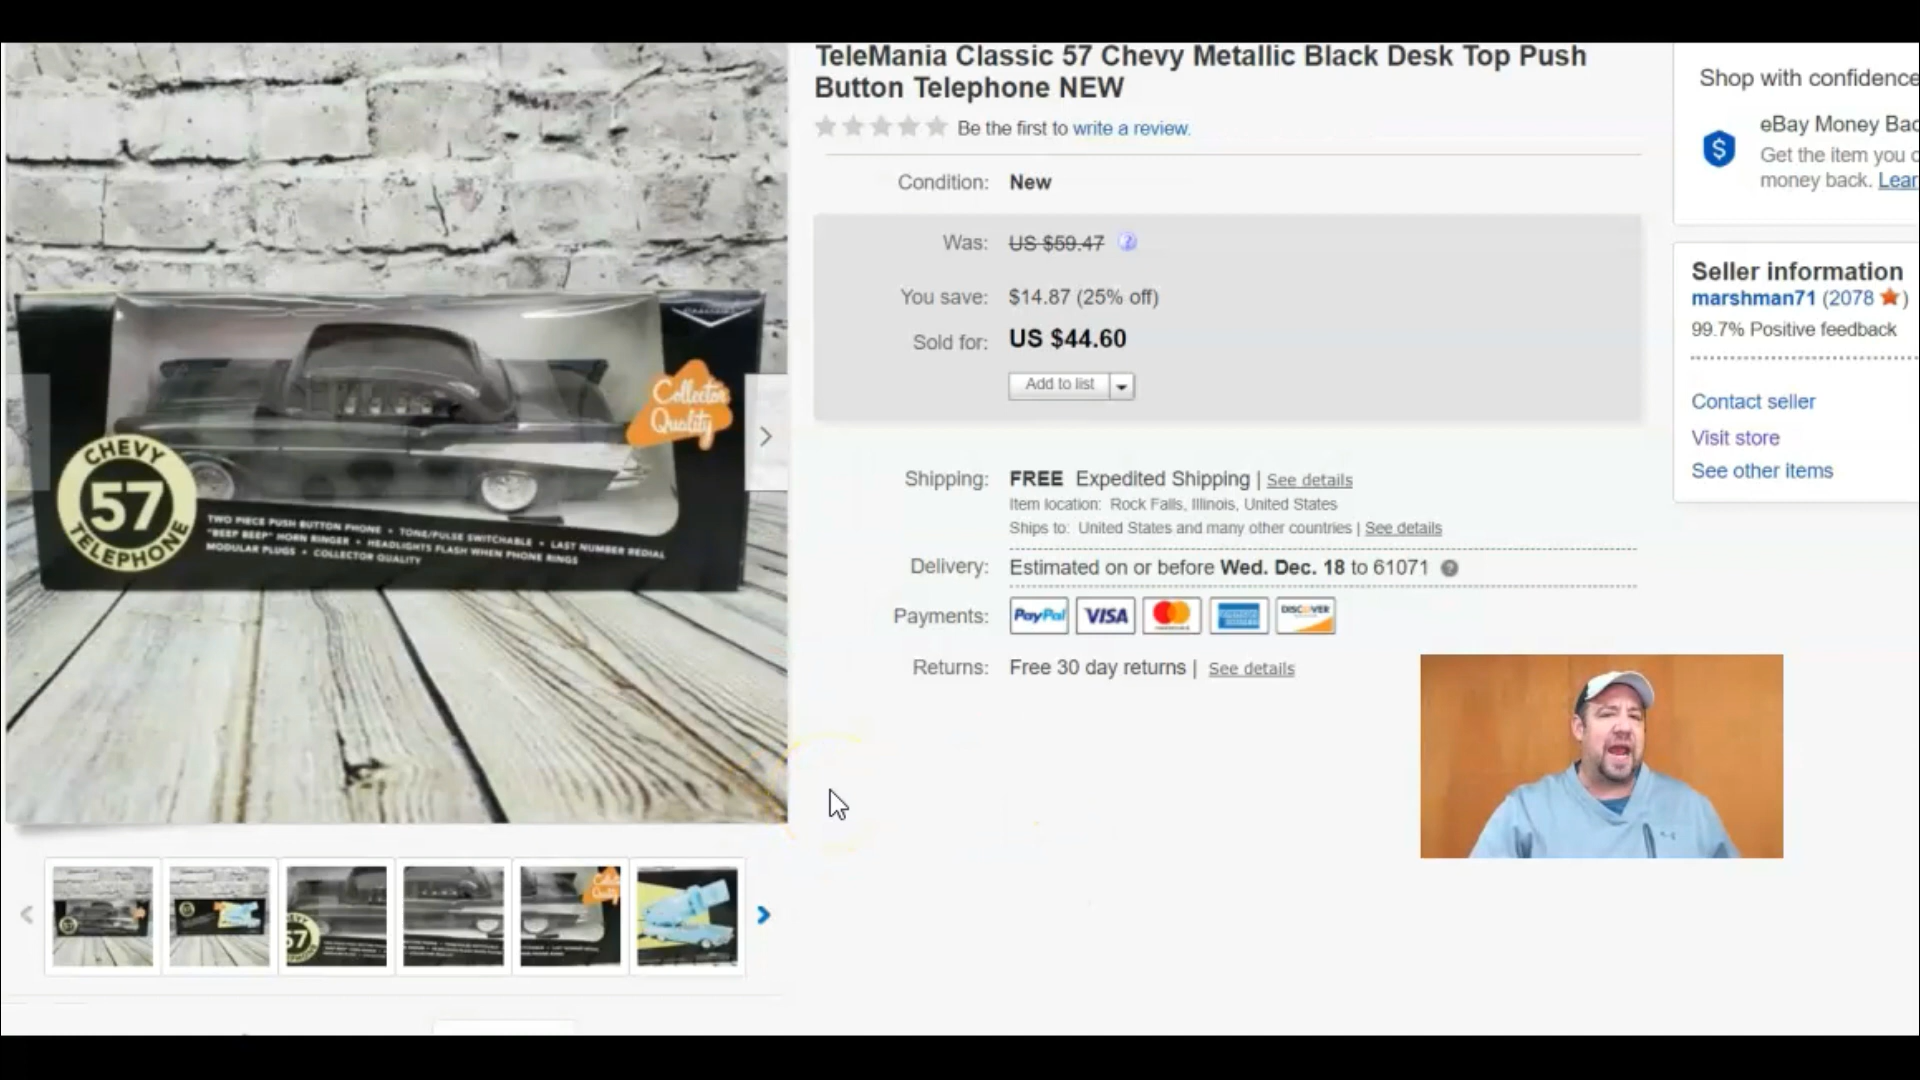 TeleMania Classic 57 Chevy Metallic Black Desk Top Push
Button Telephone NEW
Be the first to write a review.
Condition: New
Was: US $59.47
You save: $14.87 (25% off)
Sold for: US $44.60
Add to list
Shipping: FREE Expedited Shipping | See details
Item location: Rock Falls, Illinois, United States
Ships to: United States and many other countries | See details
Delivery: Estimated on or before Wed. Dec. 18 to 61071
Payments: PayPal VISA DISCOVER
Returns: Free 30 day returns | See details
Shop with confidence
eBay Money Bac
Get the item you o
money back. Lear
Seller information
marshman71 (2078 )
99.7% Positive feedback
Contact seller
Visit store
See other items
Collector
Quality
CHEVY
57
TELEPHONE
TWO PIECE PUSH BUTTON PHONE • TONE/PULSE SWITCHABLE • LAST NUMBER REDIAL
"BEEP BEEP" HORN RINGER • HEADLIGHTS FLASH WHEN PHONE RINGS
MODULAR PLUGS • COLLECTOR QUALITY